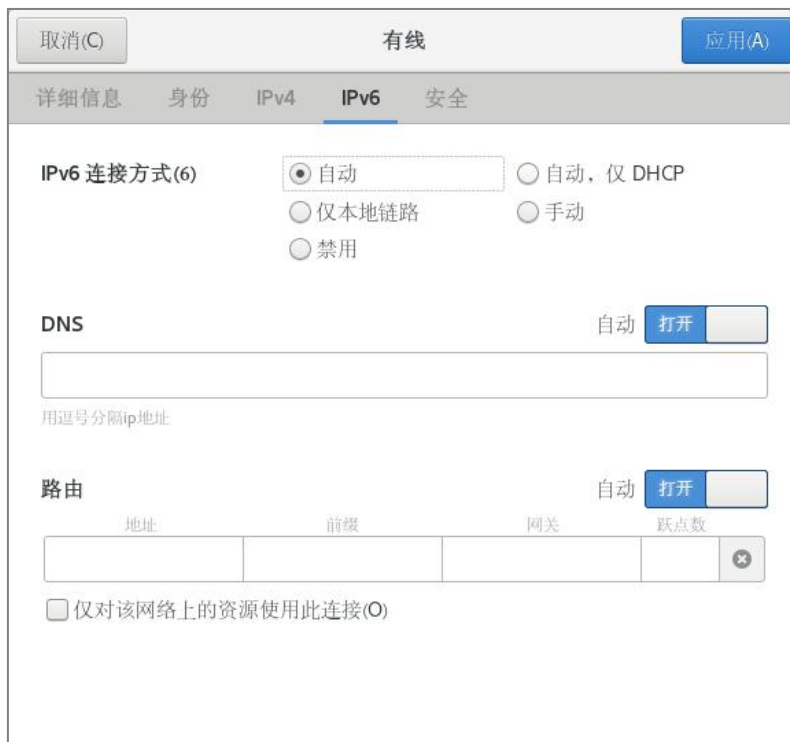 取消(C) 有线 应用(A)
详细信息 身份 IPv4 IPv6 安全
IPv6 连接方式(6) 自动 自动，仅 DHCP
仅本地链路 手动
禁用
DNS 自动 打开
用逗号分隔ip地址
路由 自动 打开
地址 前缀 网关 跃点数
仅对该网络上的资源使用此连接(O)